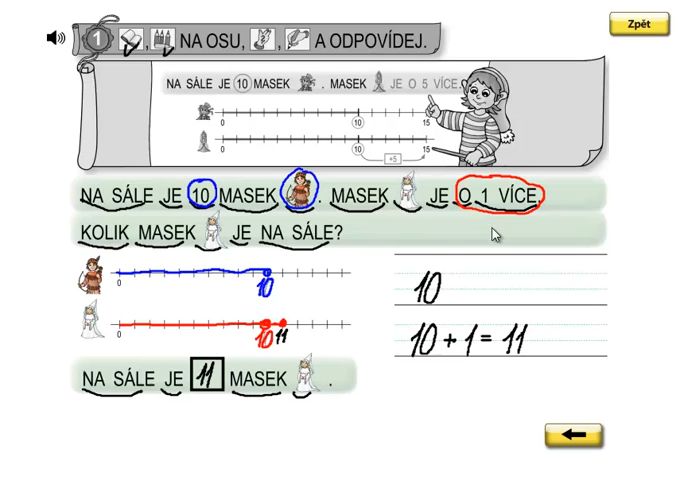 Zpět
1 , NA OSU, , A ODPOVÍDEJ.
NA SÁLE JE 10 MASEK . MASEK JE O 5 VÍCE.
0 10 15
0 10 15
+5
NA SÁLE JE 10 MASEK . MASEK JE O 1 VÍCE.
KOLIK MASEK JE NA SÁLE?
0 10
0 10 11
10
10 + 1 = 11
NA SÁLE JE 11 MASEK .